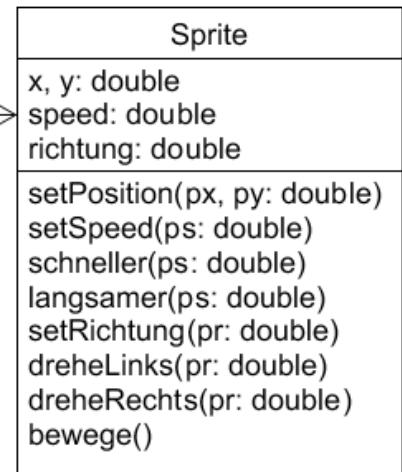 Sprite
x, y: double
speed: double
richtung: double
setPosition(px, py: double)
setSpeed(ps: double)
schneller(ps: double)
langsamer(ps: double)
setRichtung(pr: double)
dreheLinks(pr: double)
dreheRechts(pr: double)
bewege()